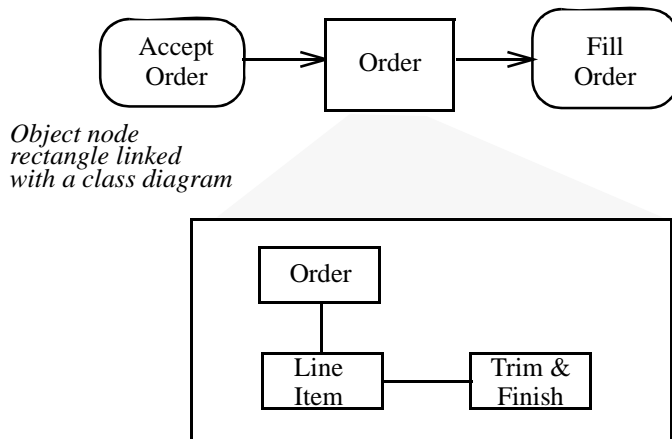 Accept
Order
Order
Fill
Order
Object node
rectangle linked
with a class diagram
Order
Line
Item
Trim &
Finish